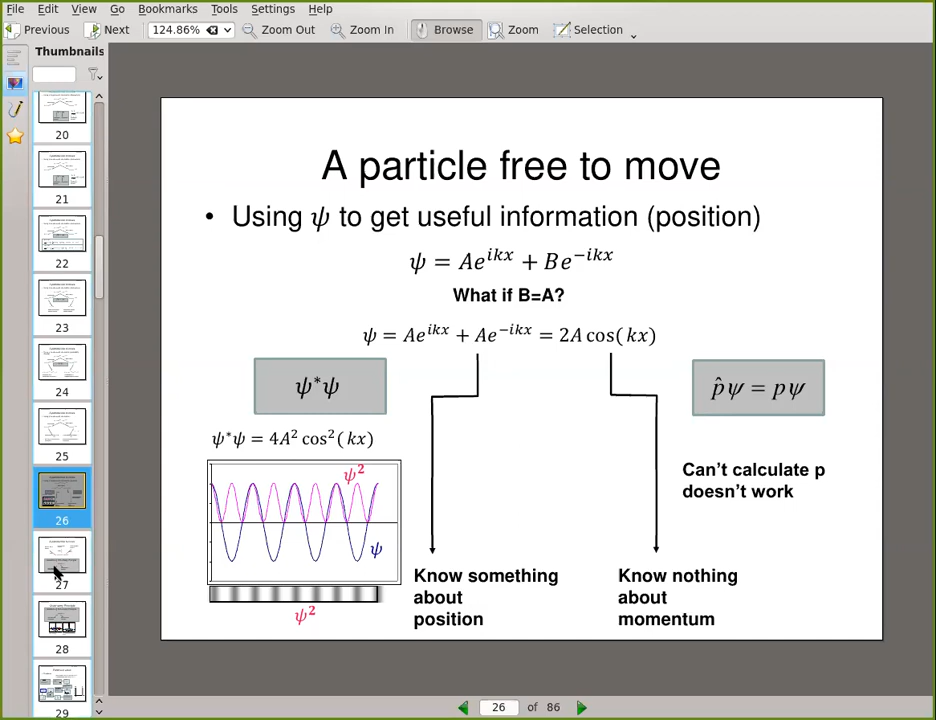 File Edit View Go Bookmarks Tools Settings Help
Previous Next 124.86% Zoom Out Zoom In Browse Zoom Selection
Thumbnails
20
21
22
23
24
25
26
27
28
29
A particle free to move
• Using ψ to get useful information (position)
ψ = Ae^{ikx} + Be^{−ikx}
What if B=A?
ψ = Ae^{ikx} + Ae^{−ikx} = 2A cos( kx)
ψ*ψ
p̂ψ = pψ
ψ*ψ = 4A² cos²( kx)
ψ²
ψ
ψ²
Can't calculate p
doesn't work
Know something
about
position
Know nothing
about
momentum
26 of 86